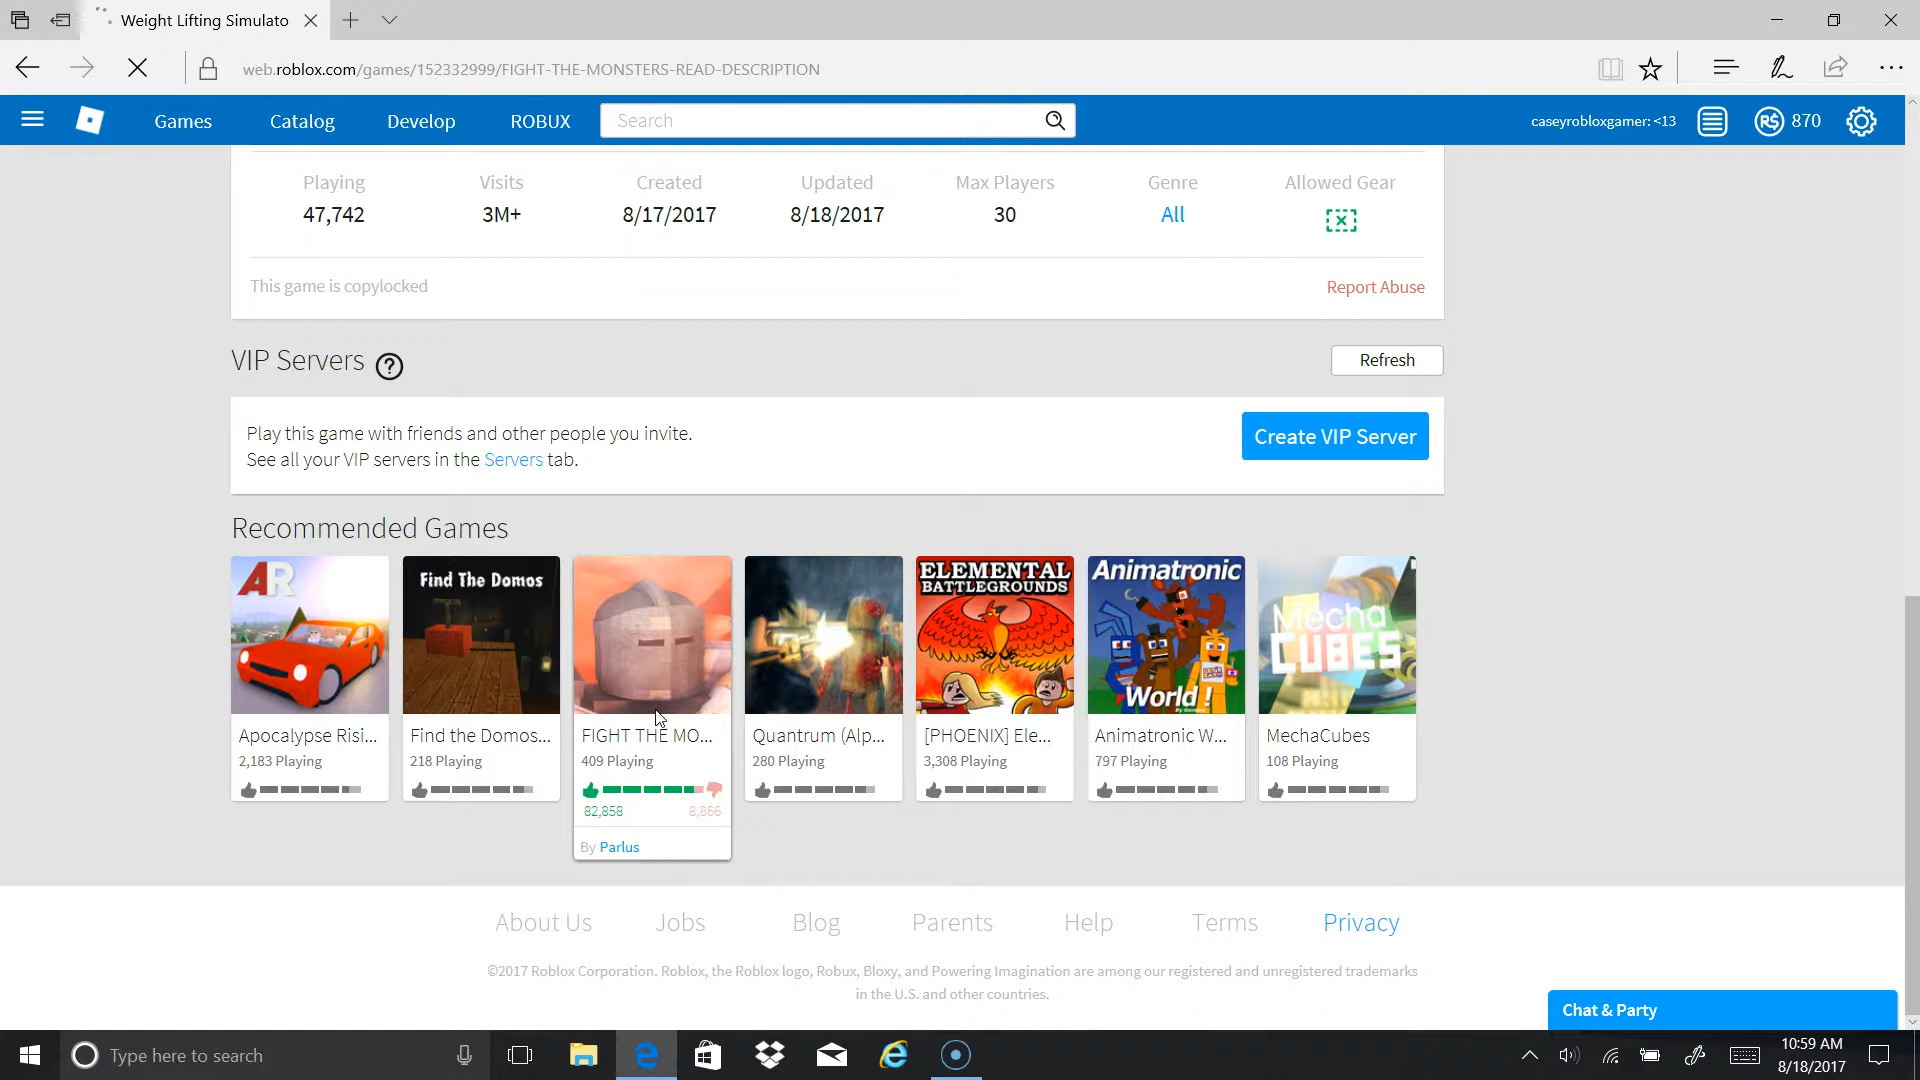 Weight Lifting Simulato
web.roblox.com/games/152332999/FIGHT-THE-MONSTERS-READ-DESCRIPTION
Games Catalog Develop ROBUX Search caseyrobloxgamer: <13 R$ 870
Playing Visits Created Updated Max Players Genre Allowed Gear
47,742 3M+ 8/17/2017 8/18/2017 30 All
This game is copylocked Report Abuse
VIP Servers ? Refresh
Play this game with friends and other people you invite.
See all your VIP servers in the Servers tab.
Create VIP Server
Recommended Games
AR
Find The Domos
ELEMENTAL
BATTLEGROUNDS
Animatronic
World !
Mecha
CUBES
Apocalypse Risi... Find the Domos... FIGHT THE MO... Quantrum (Alp... [PHOENIX] Ele... Animatronic W... MechaCubes
2,183 Playing 218 Playing 409 Playing 280 Playing 3,308 Playing 797 Playing 108 Playing
82,858 8,866
By Parlus
About Us Jobs Blog Parents Help Terms Privacy
©2017 Roblox Corporation. Roblox, the Roblox logo, Robux, Bloxy, and Powering Imagination are among our registered and unregistered trademarks
in the U.S. and other countries.
Chat & Party
Type here to search
10:59 AM
8/18/2017